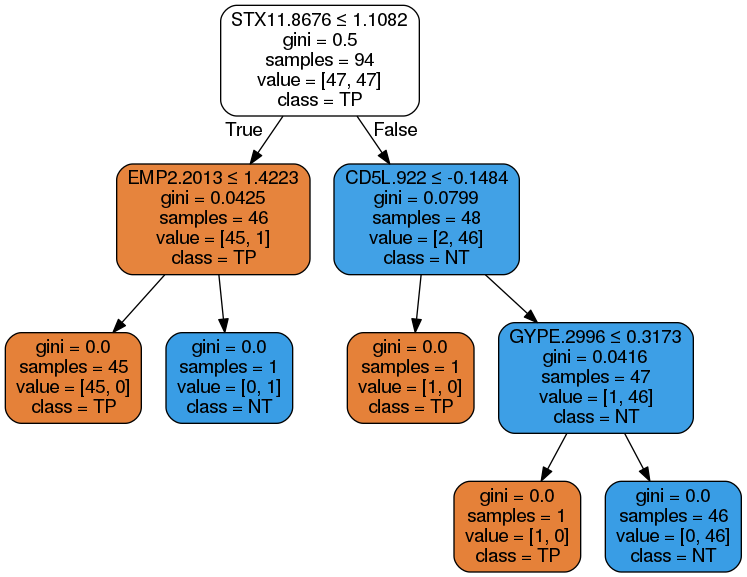 STX11.8676 ≤ 1.1082
gini = 0.5
samples = 94
value = [47, 47]
class = TP
True
False
EMP2.2013 ≤ 1.4223
gini = 0.0425
samples = 46
value = [45, 1]
class = TP
CD5L.922 ≤ -0.1484
gini = 0.0799
samples = 48
value = [2, 46]
class = NT
gini = 0.0
samples = 45
value = [45, 0]
class = TP
gini = 0.0
samples = 1
value = [0, 1]
class = NT
gini = 0.0
samples = 1
value = [1, 0]
class = TP
GYPE.2996 ≤ 0.3173
gini = 0.0416
samples = 47
value = [1, 46]
class = NT
gini = 0.0
samples = 1
value = [1, 0]
class = TP
gini = 0.0
samples = 46
value = [0, 46]
class = NT